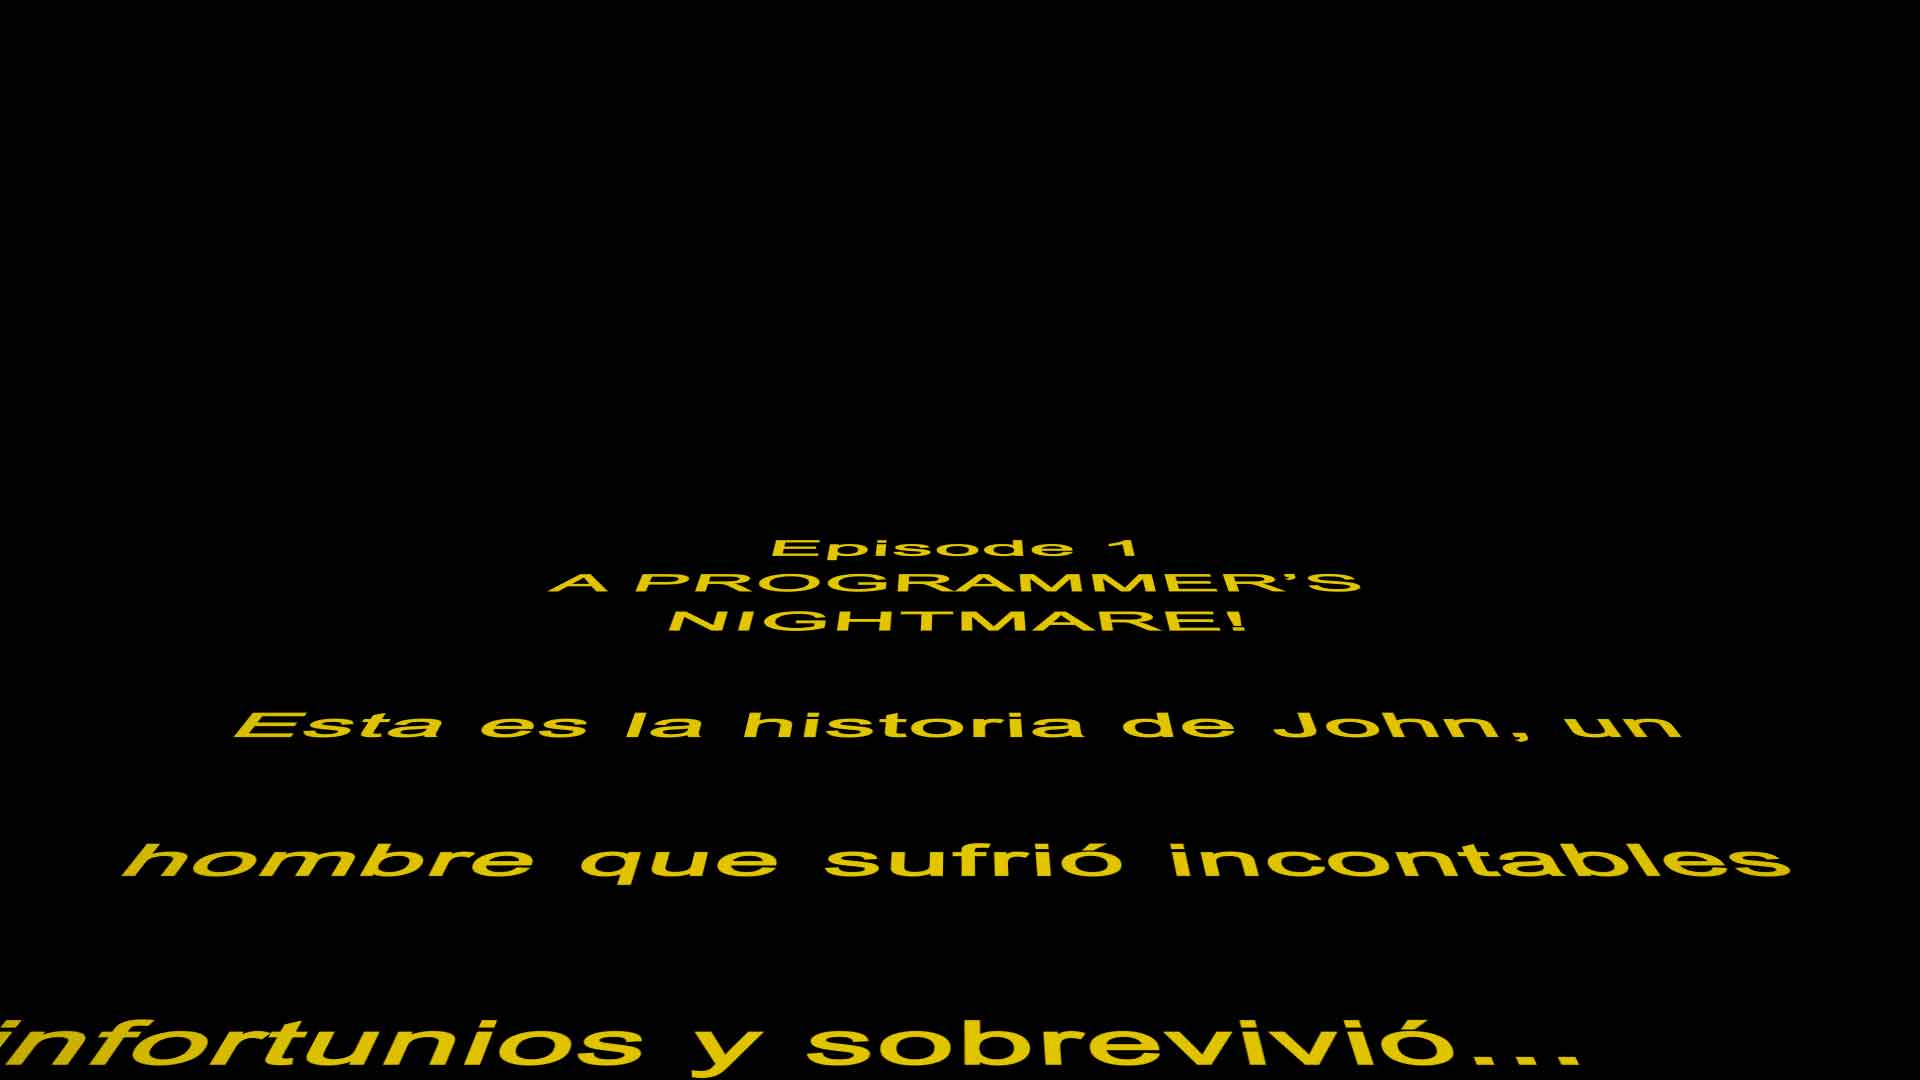 Episode 1
A PROGRAMMER’S
NIGHTMARE!
Esta es la historia de John, un
hombre que sufrió incontables
infortunios y sobrevivió...